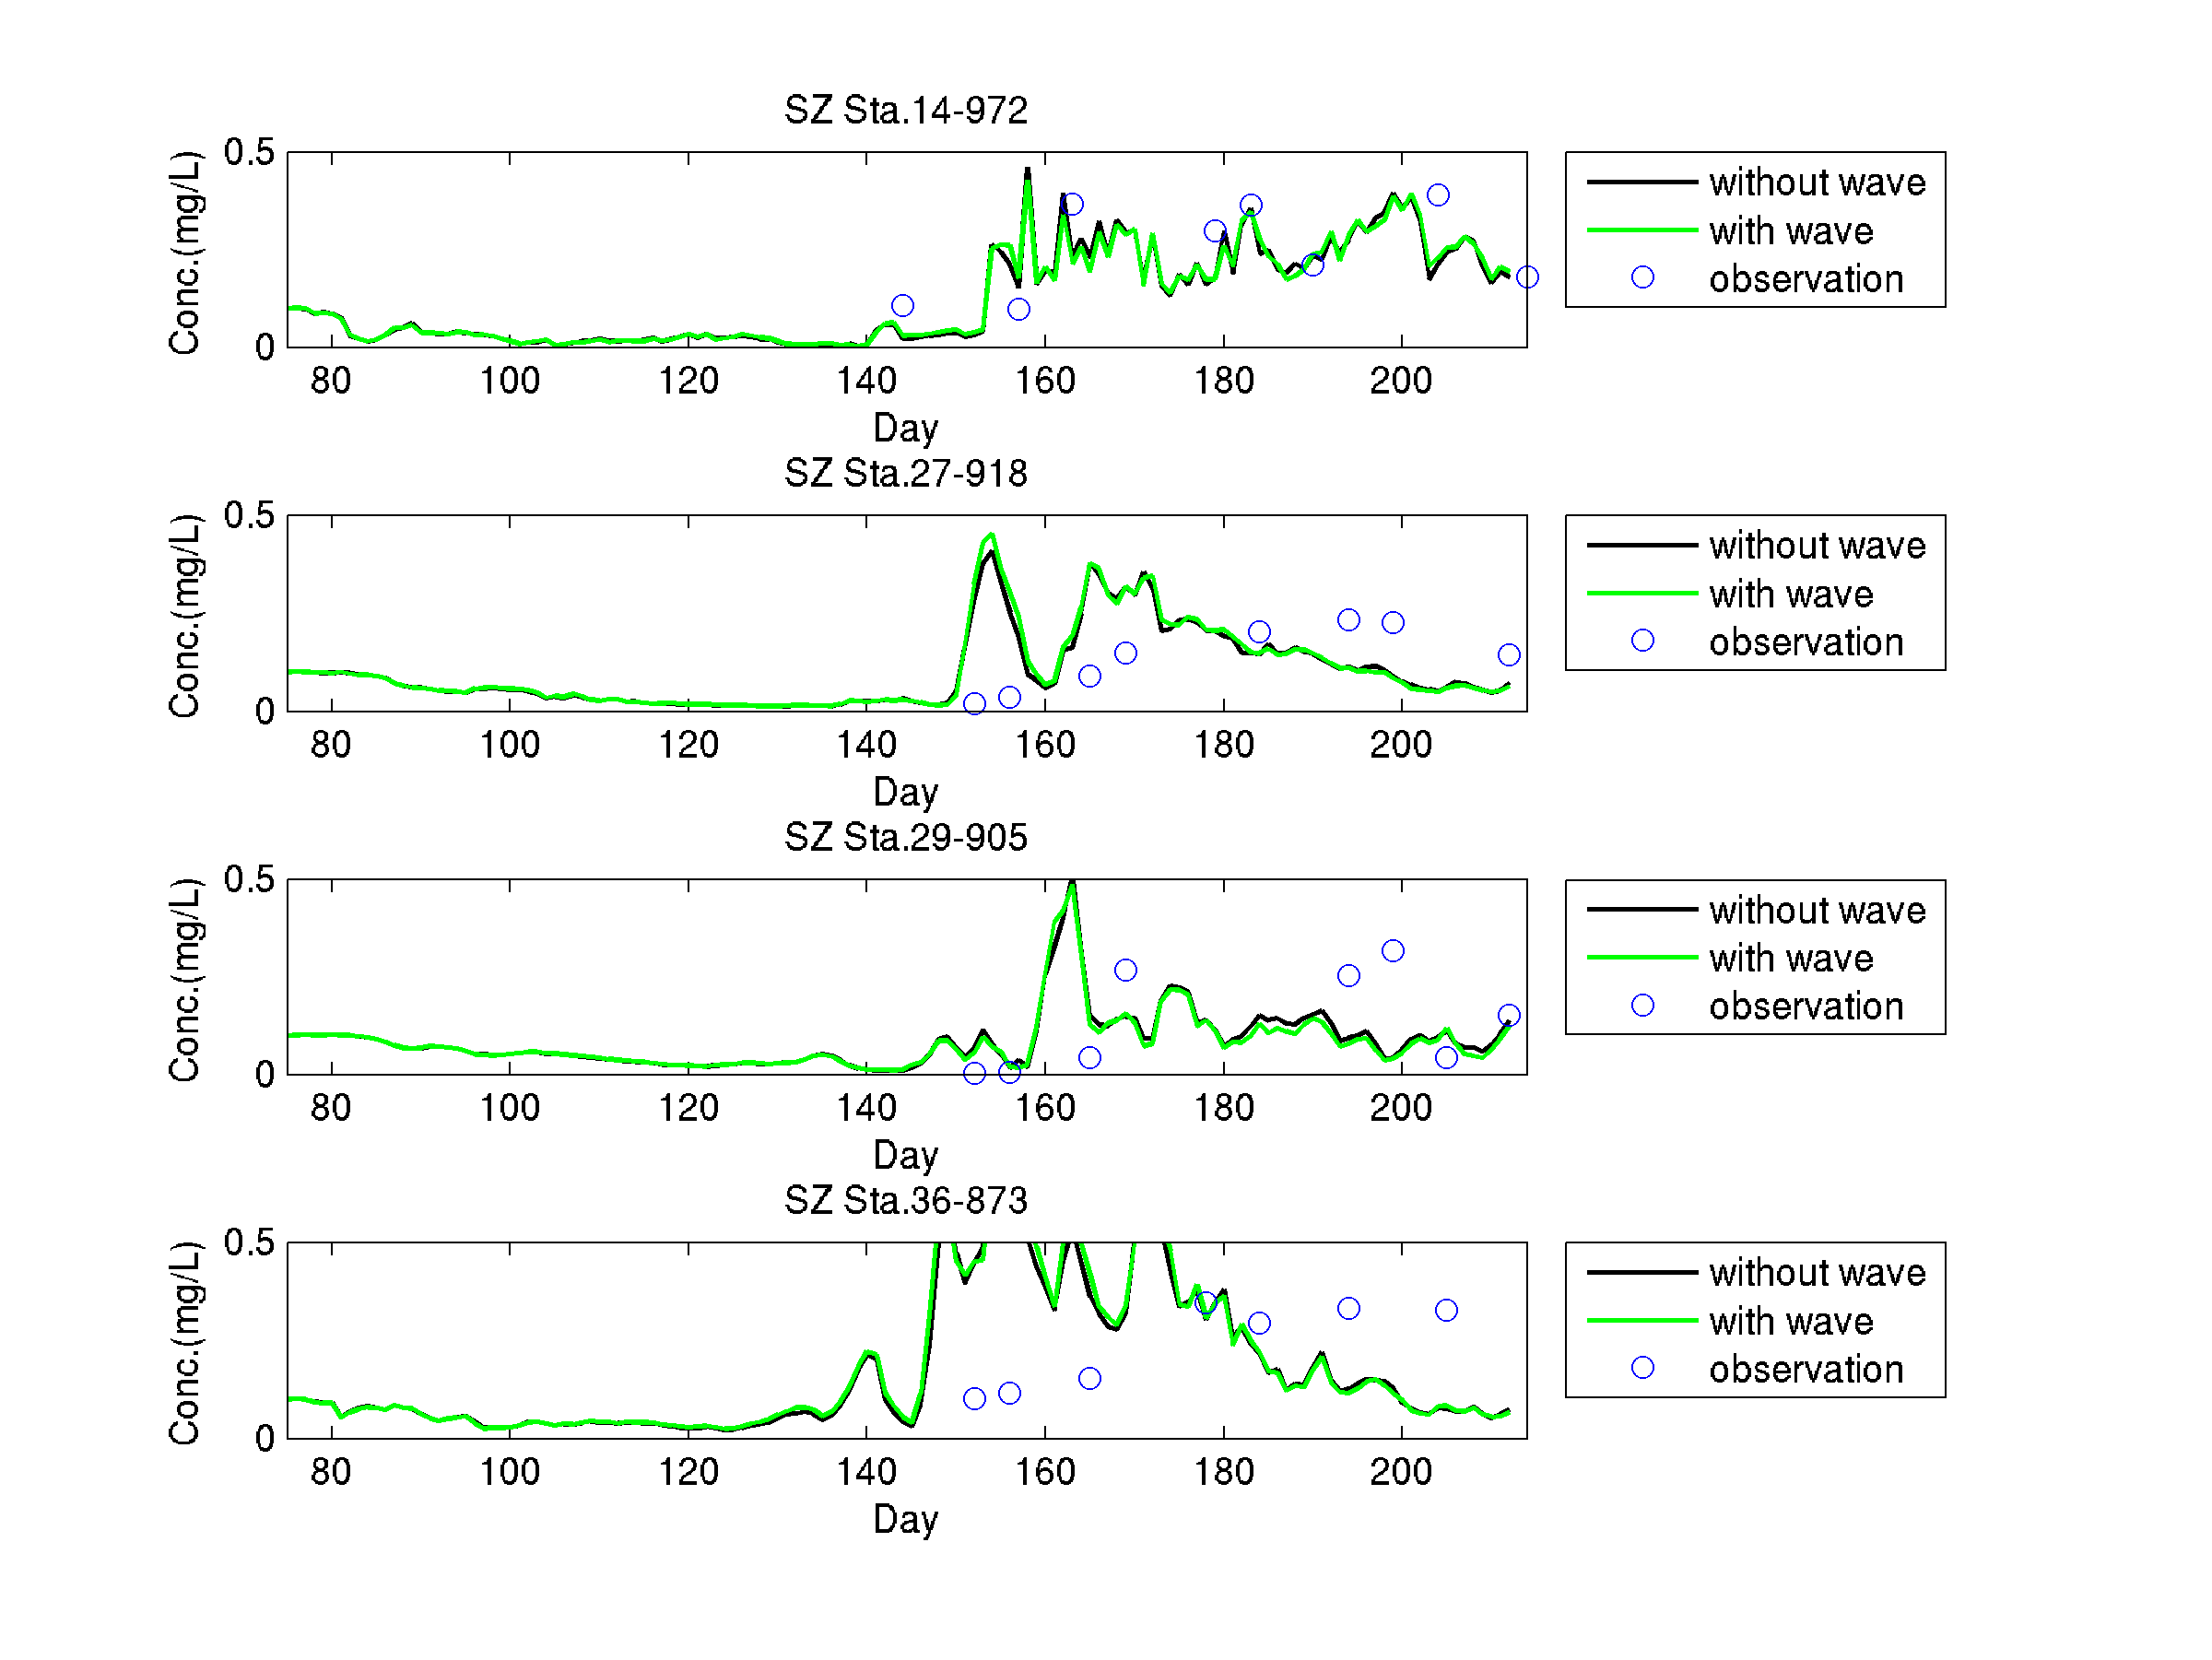 SZ Sta.14-972
0.5
0
Conc.(mg/L)
80 100 120 140 160 180 200
Day
without wave
with wave
observation
SZ Sta.27-918
0.5
0
Conc.(mg/L)
80 100 120 140 160 180 200
Day
without wave
with wave
observation
SZ Sta.29-905
0.5
0
Conc.(mg/L)
80 100 120 140 160 180 200
Day
without wave
with wave
observation
SZ Sta.36-873
0.5
0
Conc.(mg/L)
80 100 120 140 160 180 200
Day
without wave
with wave
observation